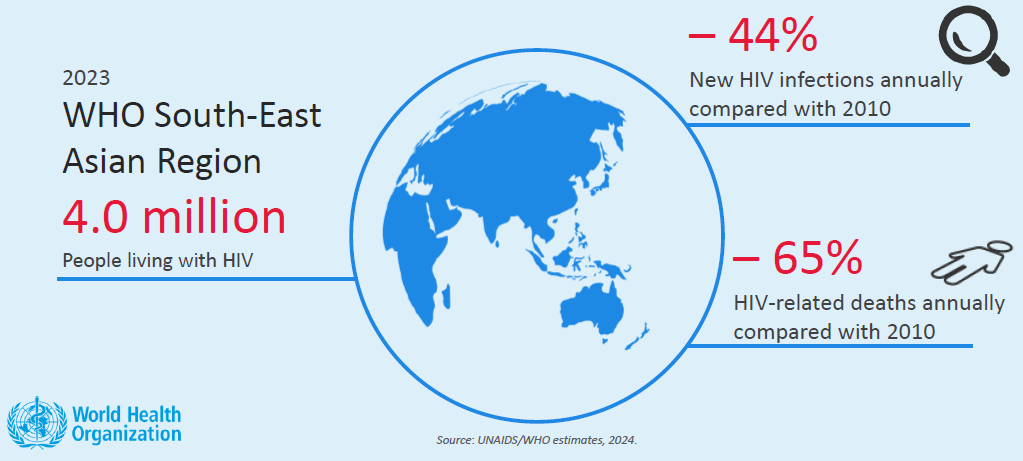 2023
WHO South-East
Asian Region
4.0 million
People living with HIV
– 44%
New HIV infections annually
compared with 2010
– 65%
HIV-related deaths annually
compared with 2010
World Health
Organization
Source: UNAIDS/WHO estimates, 2024.